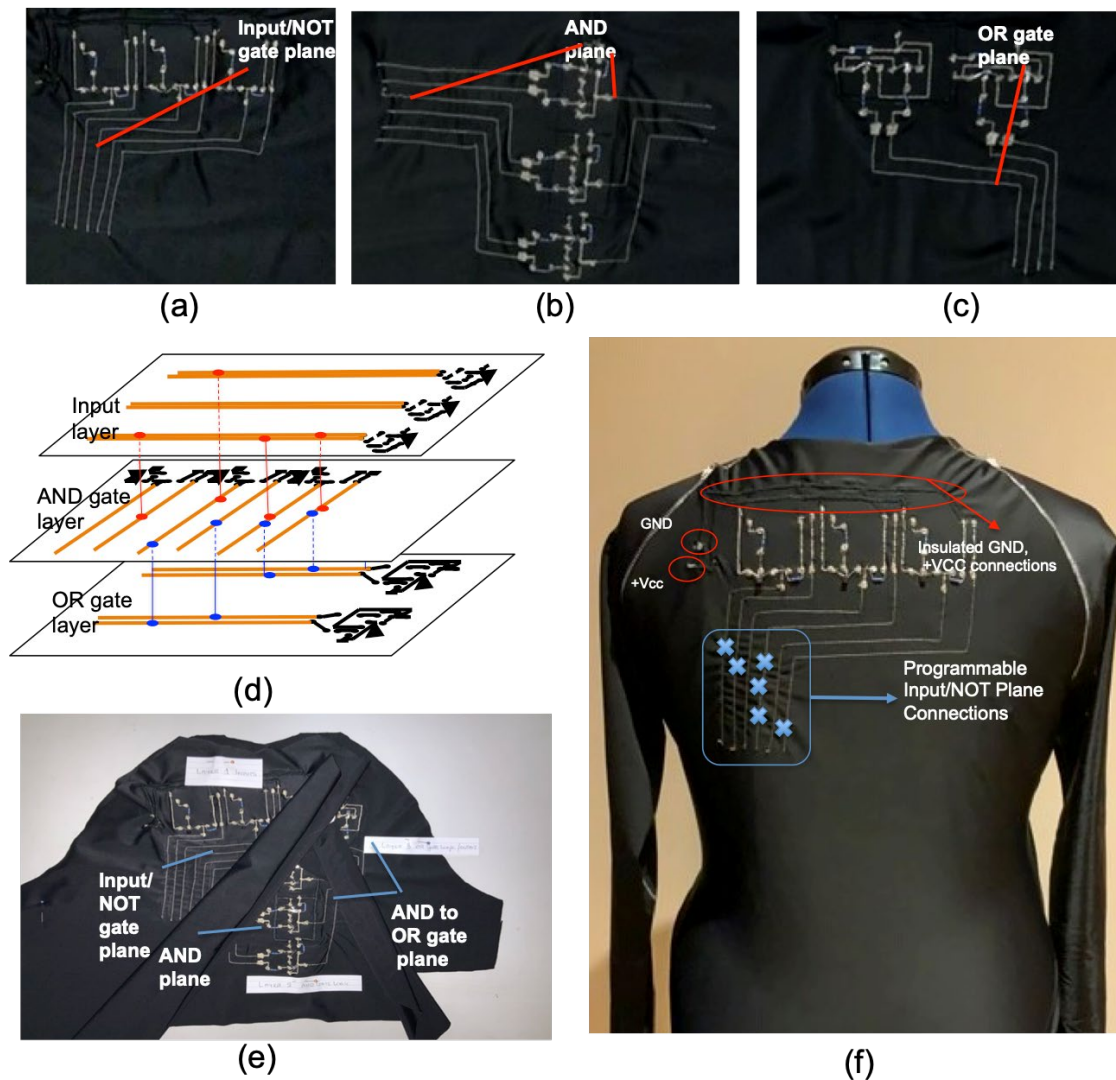 Input/NOT
gate plane
AND
plane
OR gate
plane
(a)
(b)
(c)
Input
layer
AND gate
layer
OR gate
layer
(d)
GND
+Vcc
Insulated GND,
+VCC connections
Programmable
Input/NOT Plane
Connections
Input/
NOT
gate
plane
AND
plane
AND to
OR gate
plane
(e)
(f)